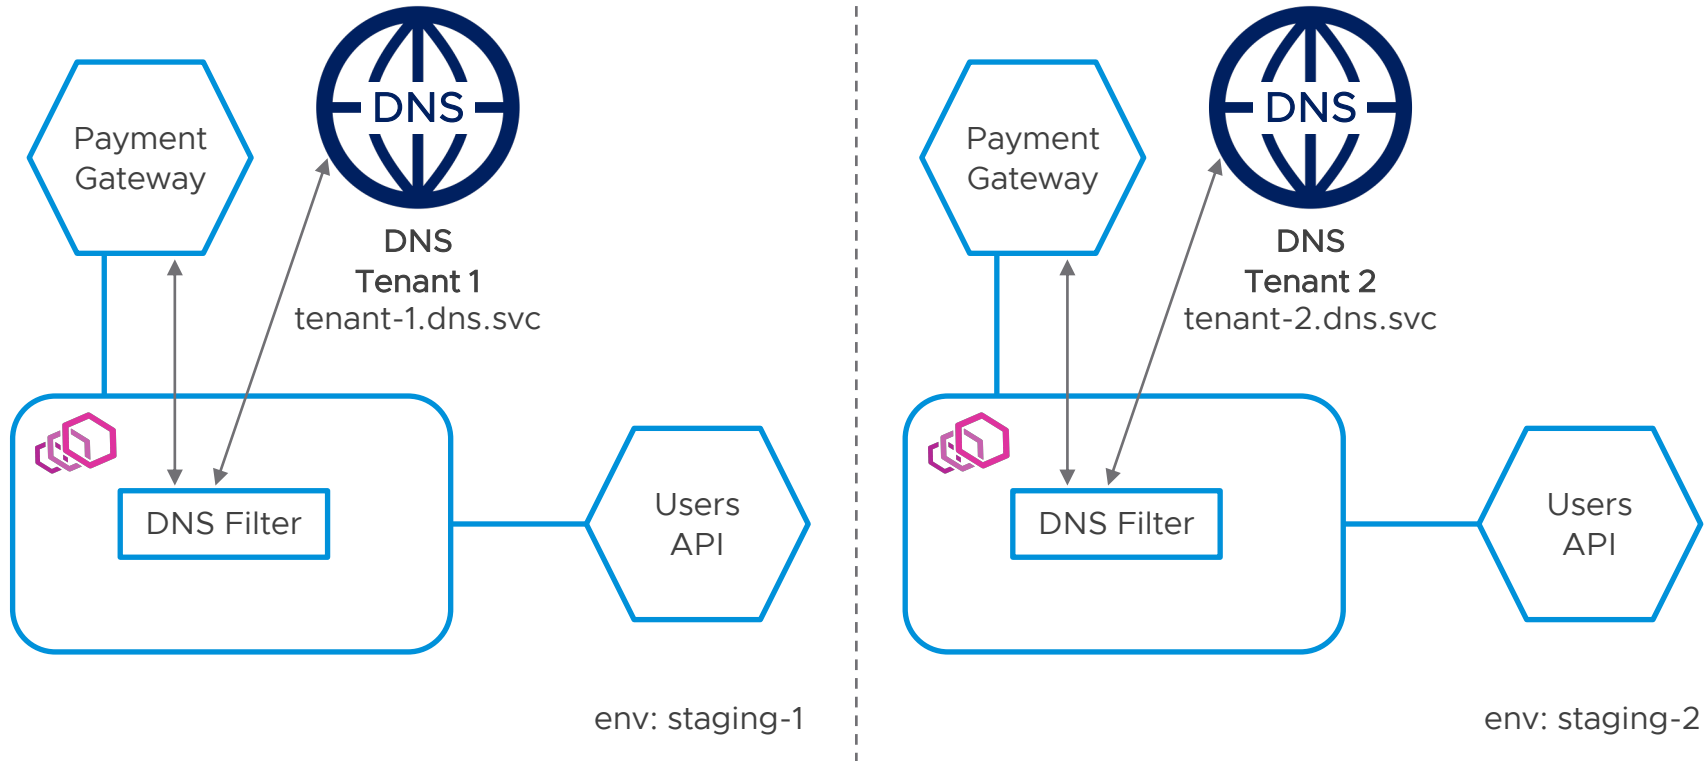 Payment
Gateway
DNS
DNS
Tenant 1
tenant-1.dns.svc
DNS Filter
Users
API
env: staging-1
Payment
Gateway
DNS
DNS
Tenant 2
tenant-2.dns.svc
DNS Filter
Users
API
env: staging-2